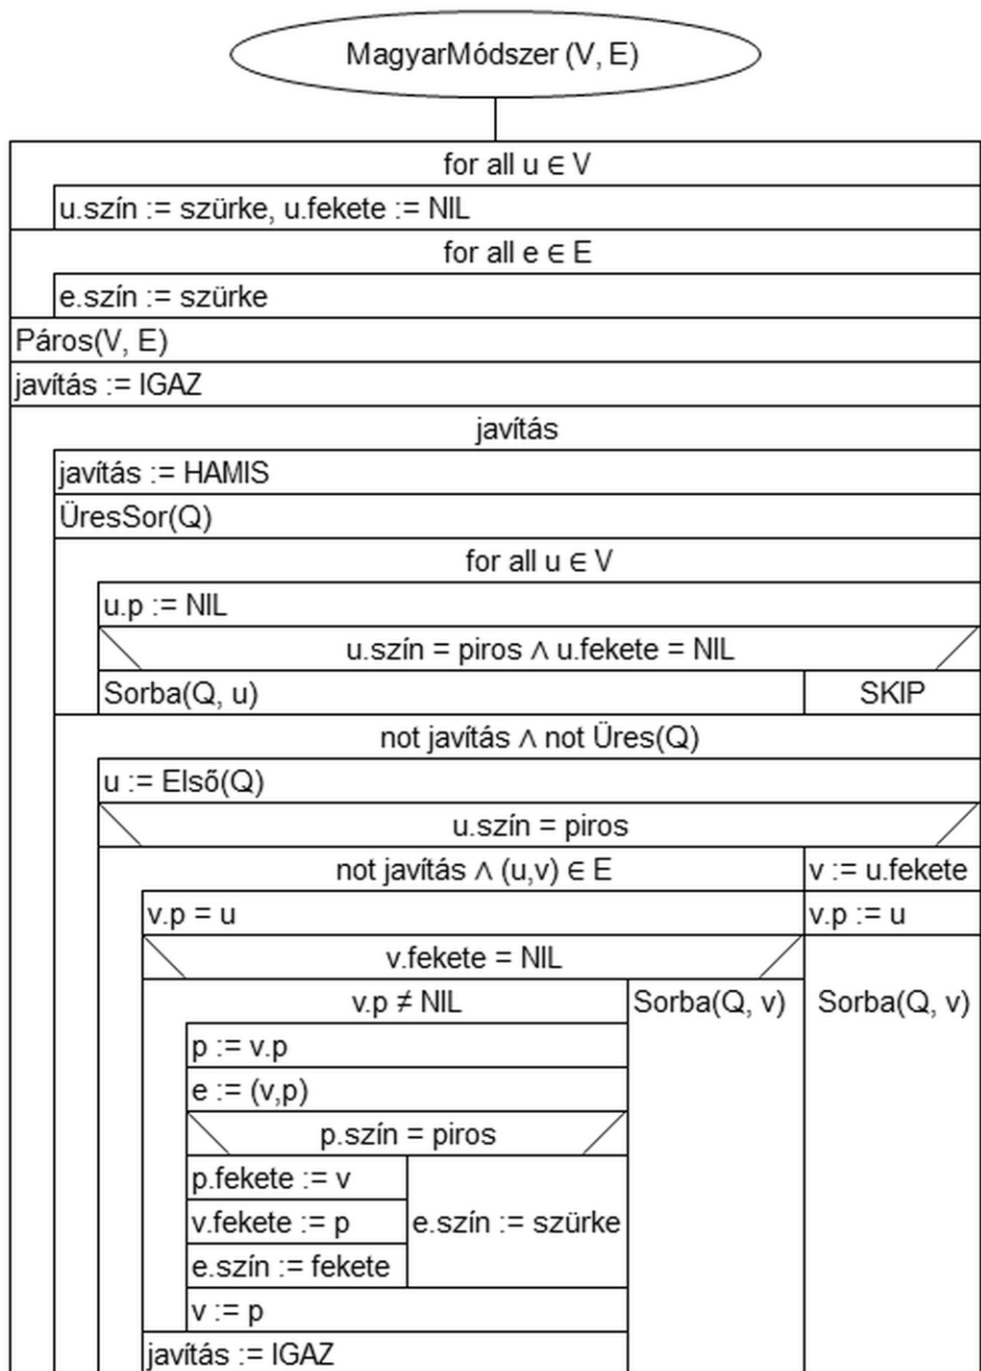 MagyarMódszer (V, E)
for all u ∈ V
u.szín := szürke, u.fekete := NIL
for all e ∈ E
e.szín := szürke
Páros(V, E)
javítás := IGAZ
javítás
javítás := HAMIS
ÜresSor(Q)
for all u ∈ V
u.p := NIL
u.szín = piros ∧ u.fekete = NIL
Sorba(Q, u) SKIP
not javítás ∧ not Üres(Q)
u := Első(Q)
u.szín = piros
not javítás ∧ (u,v) ∈ E v := u.fekete
v.p = u v.p := u
v.fekete = NIL
v.p ≠ NIL Sorba(Q, v) Sorba(Q, v)
p := v.p
e := (v,p)
p.szín = piros
p.fekete := v
v.fekete := p e.szín := szürke
e.szín := fekete
v := p
javítás := IGAZ